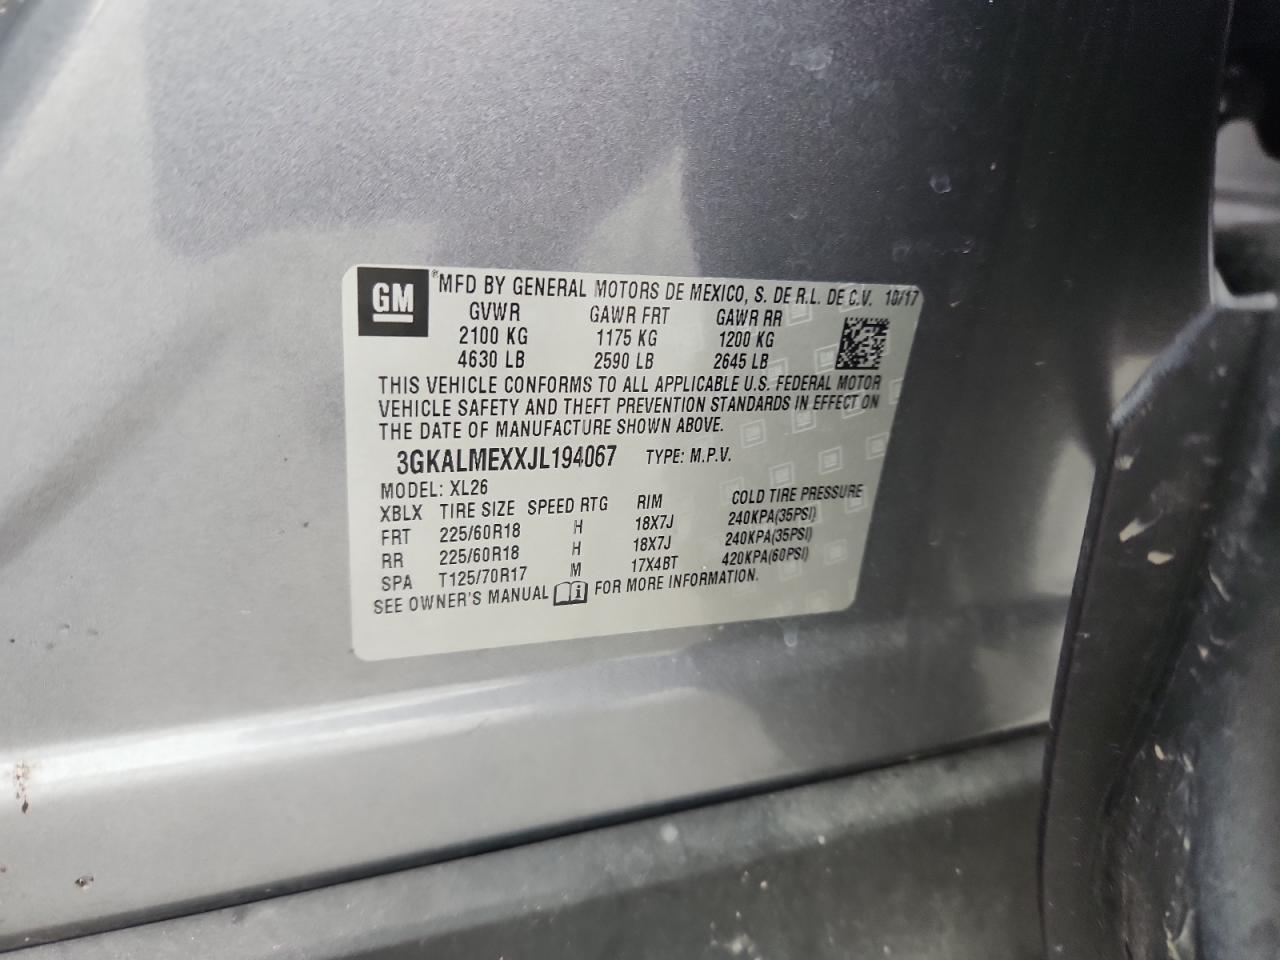 GM
® MFD BY GENERAL MOTORS DE MEXICO, S. DE R.L. DE C.V. 10/17
GVWR GAWR FRT GAWR RR
2100 KG 1175 KG 1200 KG
4630 LB 2590 LB 2645 LB
THIS VEHICLE CONFORMS TO ALL APPLICABLE U.S. FEDERAL MOTOR
VEHICLE SAFETY AND THEFT PREVENTION STANDARDS IN EFFECT ON
THE DATE OF MANUFACTURE SHOWN ABOVE.
3GKALMEXXJL194067 TYPE: M.P.V.
MODEL: XL26
XBLX TIRE SIZE SPEED RTG RIM COLD TIRE PRESSURE
FRT 225/60R18 H 18X7J 240KPA(35PSI)
RR 225/60R18 H 18X7J 240KPA(35PSI)
SPA T125/70R17 M 17X4BT 420KPA(60PSI)
SEE OWNER'S MANUAL i FOR MORE INFORMATION.